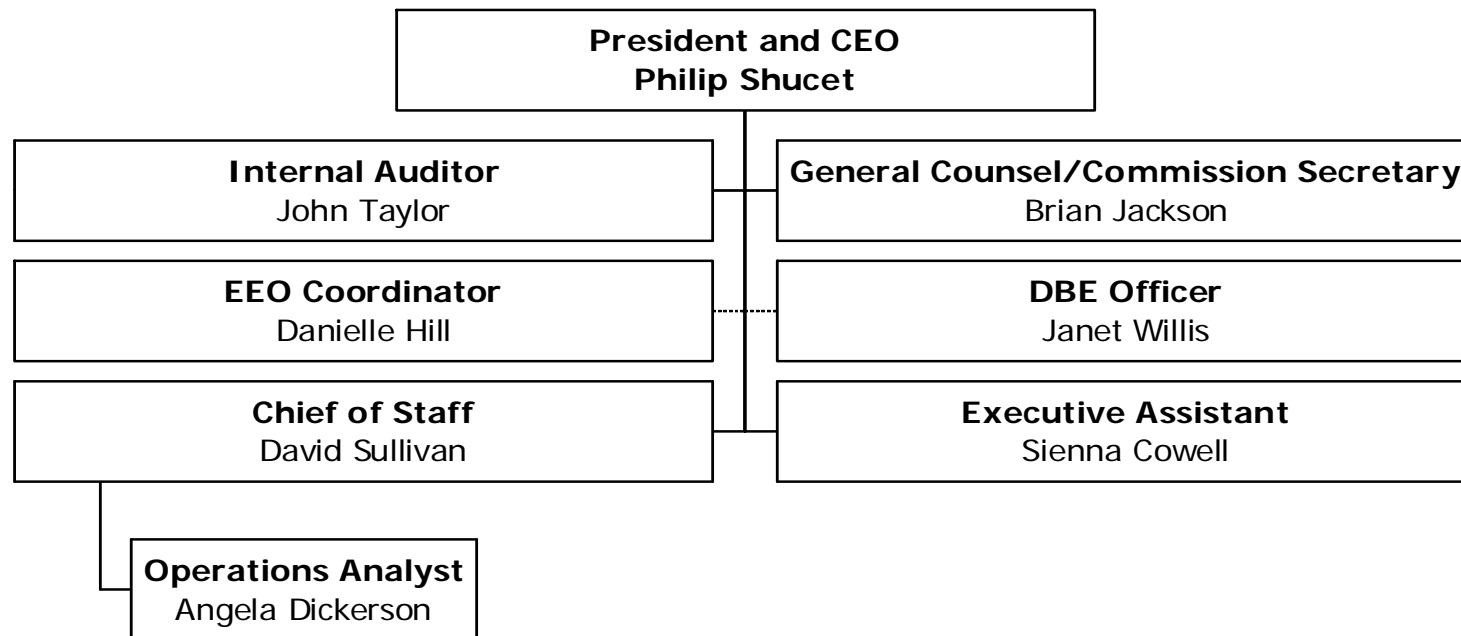 President and CEO
Philip Shucet
Internal Auditor
John Taylor
General Counsel/Commission Secretary
Brian Jackson
EEO Coordinator
Danielle Hill
DBE Officer
Janet Willis
Chief of Staff
David Sullivan
Executive Assistant
Sienna Cowell
Operations Analyst
Angela Dickerson